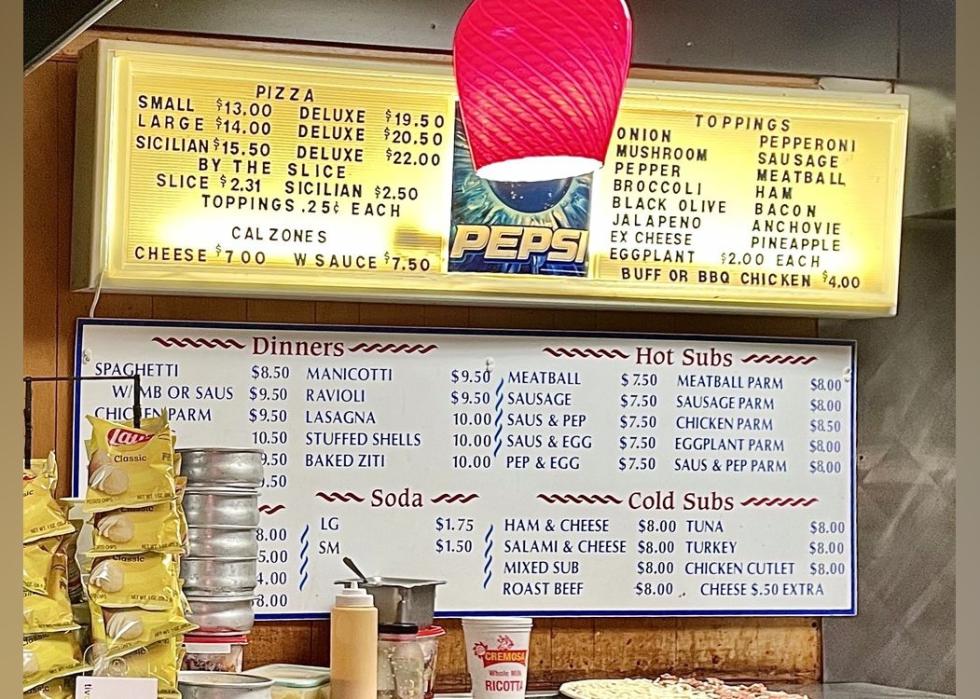 PIZZA
SMALL $13.00 DELUXE $19.50
LARGE $14.00 DELUXE $20.50
SICILIAN $15.50 DELUXE $22.00
BY THE SLICE
SLICE $2.31 SICILIAN $2.50
TOPPINGS .25¢ EACH
CALZONES
CHEESE $7 00 W SAUCE $7.50
PEPSI
TOPPINGS
ONION PEPPERONI
MUSHROOM SAUSAGE
PEPPER MEATBALL
BROCCOLI HAM
BLACK OLIVE BACON
JALAPENO ANCHOVIE
EX CHEESE PINEAPPLE
EGGPLANT $2.00 EACH
BUFF OR BBQ CHICKEN $4.00
Dinners
SPAGHETTI $8.50 MANICOTTI $9.50
W/MB OR SAUS $9.50 RAVIOLI $9.50
CHICKEN PARM $9.50 LASAGNA 10.00
10.50 STUFFED SHELLS 10.00
9.50 BAKED ZITI 10.00
.50
Hot Subs
MEATBALL $7.50 MEATBALL PARM $8.00
SAUSAGE $7.50 SAUSAGE PARM $8.00
SAUS & PEP $7.50 CHICKEN PARM $8.50
SAUS & EGG $7.50 EGGPLANT PARM $8.00
PEP & EGG $7.50 SAUS & PEP PARM $8.00
8.00
5.00
4.00
8.00
Soda
LG $1.75
SM $1.50
Cold Subs
HAM & CHEESE $8.00 TUNA $8.00
SALAMI & CHEESE $8.00 TURKEY $8.00
MIXED SUB $8.00 CHICKEN CUTLET $8.00
ROAST BEEF $8.00 CHEESE $.50 EXTRA
Lay's
Classic
Classic
Classic
CREMOSA
Whole Milk
RICOTTA